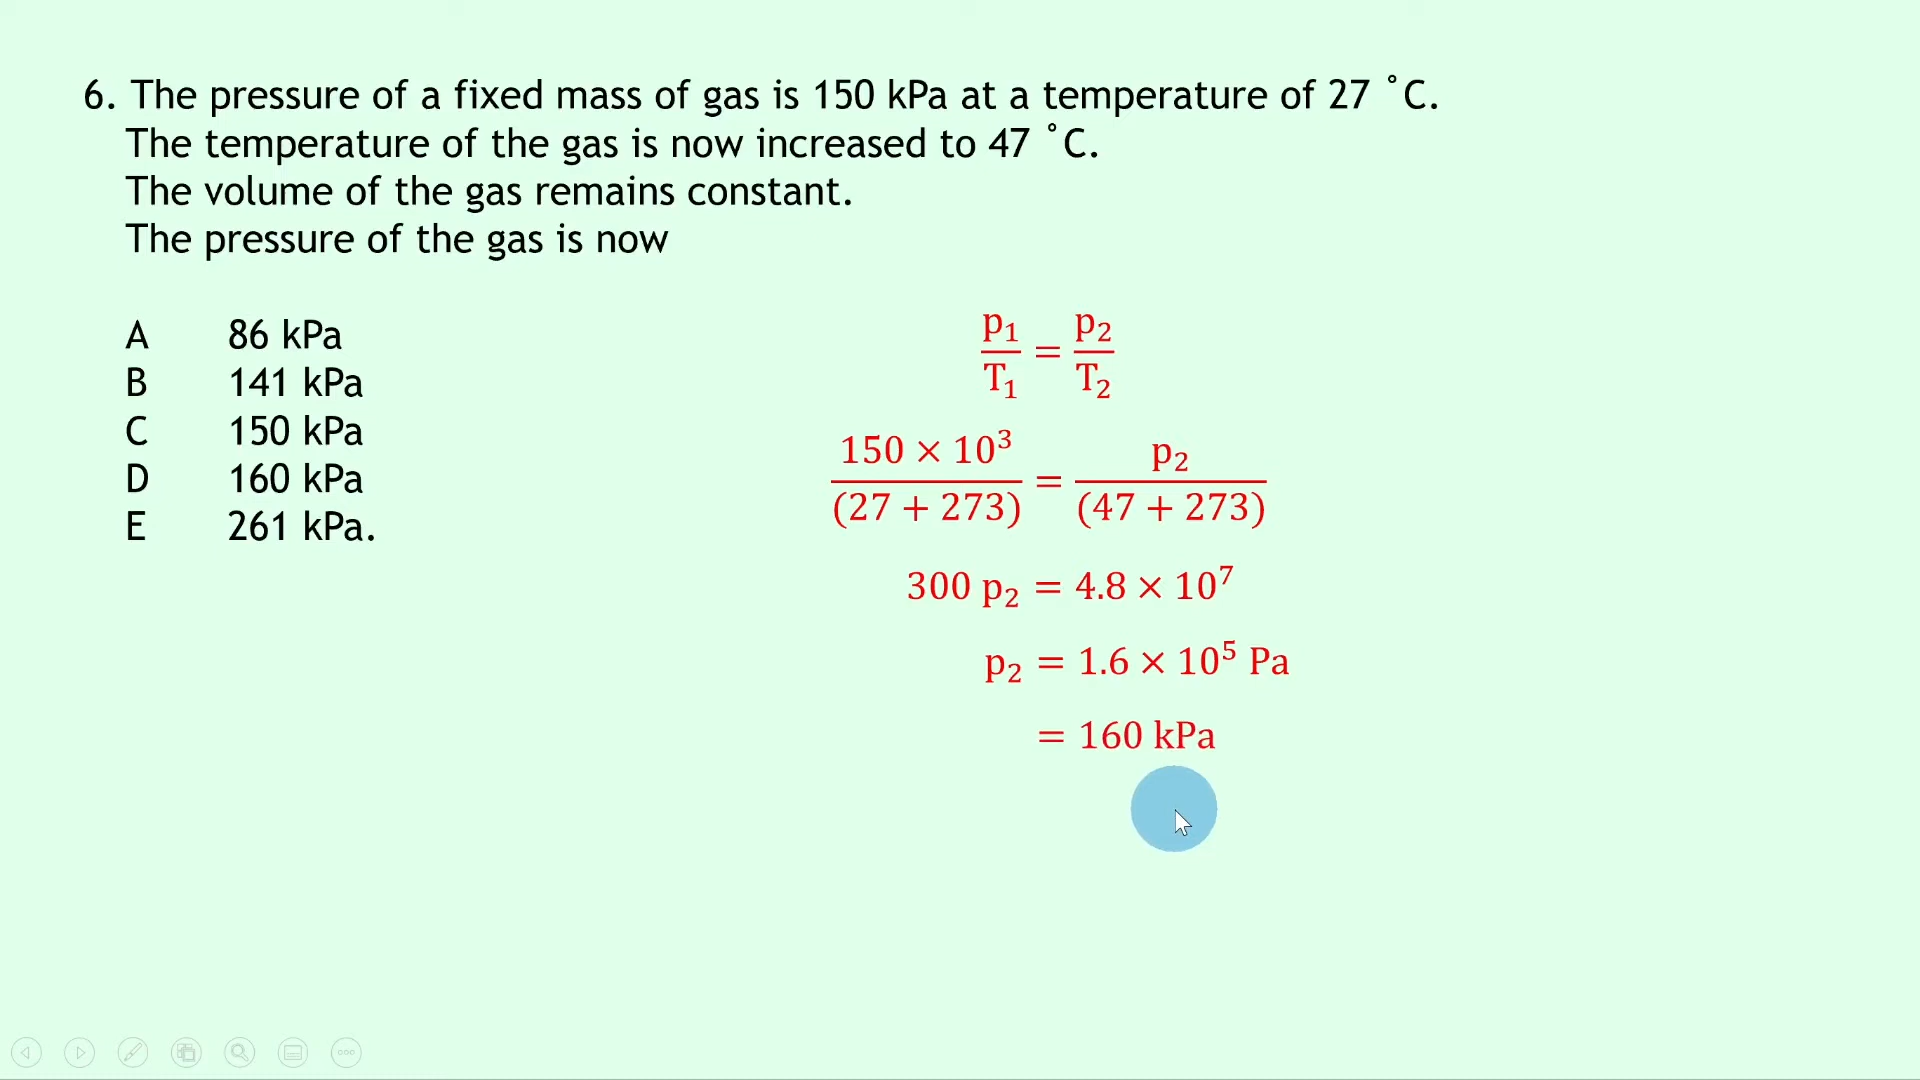 6. The pressure of a fixed mass of gas is 150 kPa at a temperature of 27 °C.
The temperature of the gas is now increased to 47 °C.
The volume of the gas remains constant.
The pressure of the gas is now
A 86 kPa
B 141 kPa
C 150 kPa
D 160 kPa
E 261 kPa.
p₁/T₁ = p₂/T₂
150 × 10³/(27 + 273) = p₂/(47 + 273)
300 p₂ = 4.8 × 10⁷
p₂ = 1.6 × 10⁵ Pa
= 160 kPa